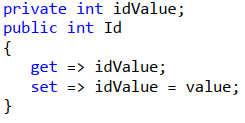 private int idValue;
public int Id
{
   get => idValue;
   set => idValue = value;
}